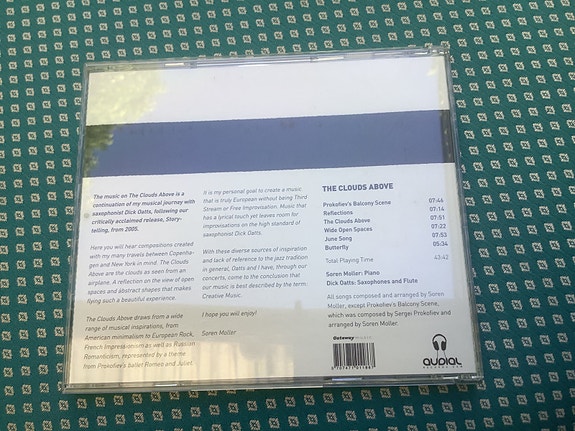 The music on The Clouds Above is a
continuation of my musical journey with
saxophonist Dick Oatts, following our
critically acclaimed release, Story-
telling, from 2005.
Here you will hear compositions created
with my many travels between Copenha-
gen and New York in mind. The Clouds
Above are the clouds as seen from an
airplane. A reflection on the view of open
spaces and abstract shapes that makes
flying such a beautiful experience.
The Clouds Above draws from a wide
range of musical inspirations, from
American minimalism to European Rock,
French Impressionism as well as Russian
Romanticism, represented by a theme
from Prokofiev's ballet Romeo and Juliet.
It is my personal goal to create a music
that is truly European without being Third
Stream or Free Improvisation. Music that
has a lyrical touch yet leaves room for
improvisations on the high standard of
saxophonist Dick Oatts.
With these diverse sources of inspiration
and lack of reference to the jazz tradition
in general, Oatts and I have, through our
concerts, come to the conclusion that
our music is best described by the term,
Creative Music.
I hope you will enjoy!
Soren Moller
THE CLOUDS ABOVE
Prokofiev's Balcony Scene 07:46
ReRections 07:14
The Clouds Above 07:51
Wide Open Spaces 07:22
June Song 07:53
Butterfly 05:34
Total Playing Time 43:42
Soren Moller: Piano
Dick Oatts: Saxophones and Flute
All songs composed and arranged by Soren
Moller, except Prokofievs Balcony Scene,
which was composed by Sergei Prokofiev and
arranged by Soren Moller.
Gateway music
5 707471 011861
AUDIAL